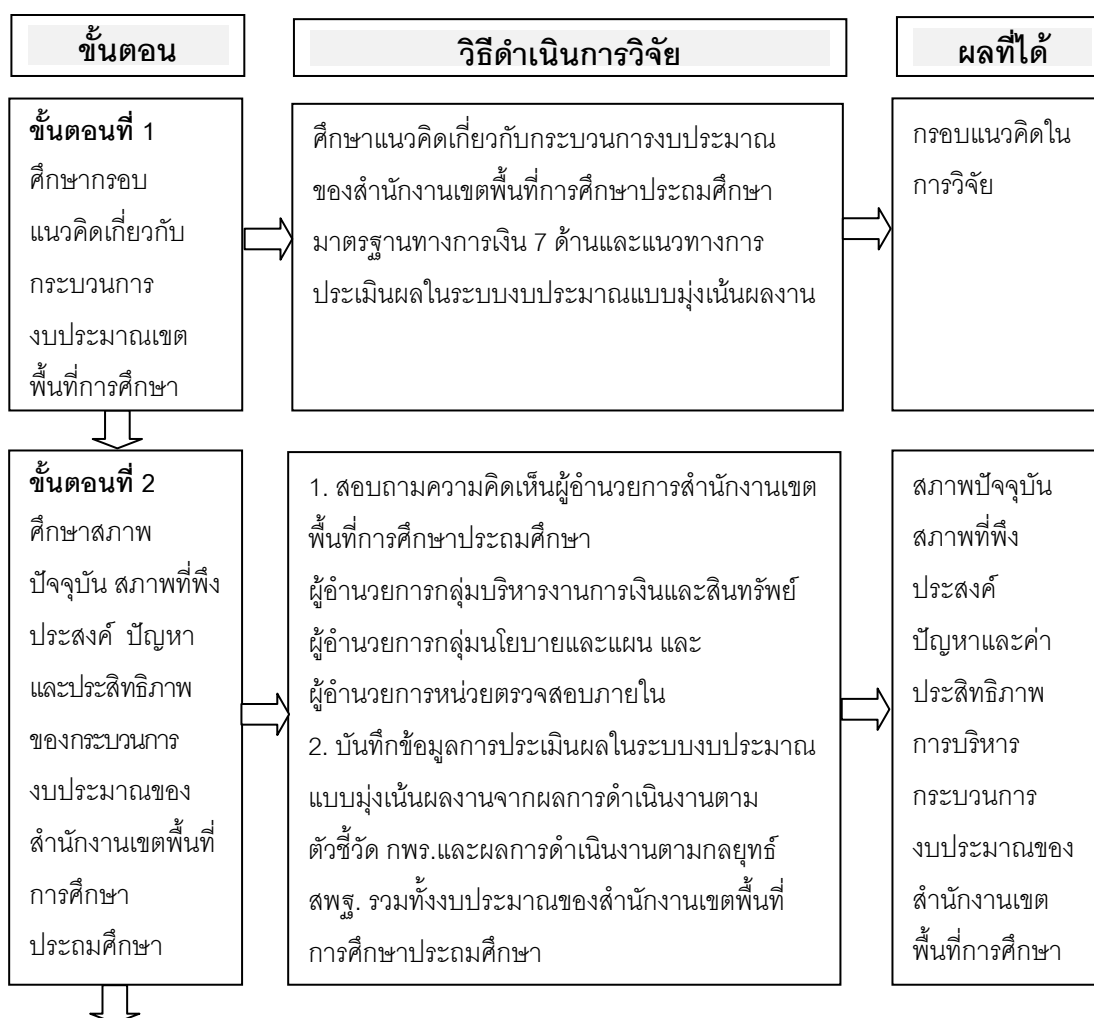 ขั้นตอน
วิธีดำเนินการวิจัย
ผลที่ได้
ขั้นตอนที่ 1
ศึกษากรอบ
แนวคิดเกี่ยวกับ
กระบวนการ
งบประมาณเขต
พื้นที่การศึกษา
ศึกษาแนวคิดเกี่ยวกับกระบวนการงบประมาณ
ของสำนักงานเขตพื้นที่การศึกษาประถมศึกษา
มาตรฐานทางการเงิน 7 ด้านและแนวทางการ
ประเมินผลในระบบงบประมาณแบบมุ่งเน้นผลงาน
กรอบแนวคิดใน
การวิจัย
ขั้นตอนที่ 2
ศึกษาสภาพ
ปัจจุบัน สภาพที่พึง
ประสงค์ ปัญหา
และประสิทธิภาพ
ของกระบวนการ
งบประมาณของ
สำนักงานเขตพื้นที่
การศึกษา
ประถมศึกษา
1. สอบถามความคิดเห็นผู้อำนวยการสำนักงานเขต
พื้นที่การศึกษาประถมศึกษา
ผู้อำนวยการกลุ่มบริหารงานการเงินและสินทรัพย์
ผู้อำนวยการกลุ่มนโยบายและแผน และ
ผู้อำนวยการหน่วยตรวจสอบภายใน
2. บันทึกข้อมูลการประเมินผลในระบบงบประมาณ
แบบมุ่งเน้นผลงานจากผลการดำเนินงานตาม
ตัวชี้วัด กพร.และผลการดำเนินงานตามกลยุทธ์
สพฐ. รวมทั้งงบประมาณของสำนักงานเขตพื้นที่
การศึกษาประถมศึกษา
สภาพปัจจุบัน
สภาพที่พึง
ประสงค์
ปัญหาและค่า
ประสิทธิภาพ
การบริหาร
กระบวนการ
งบประมาณของ
สำนักงานเขต
พื้นที่การศึกษา